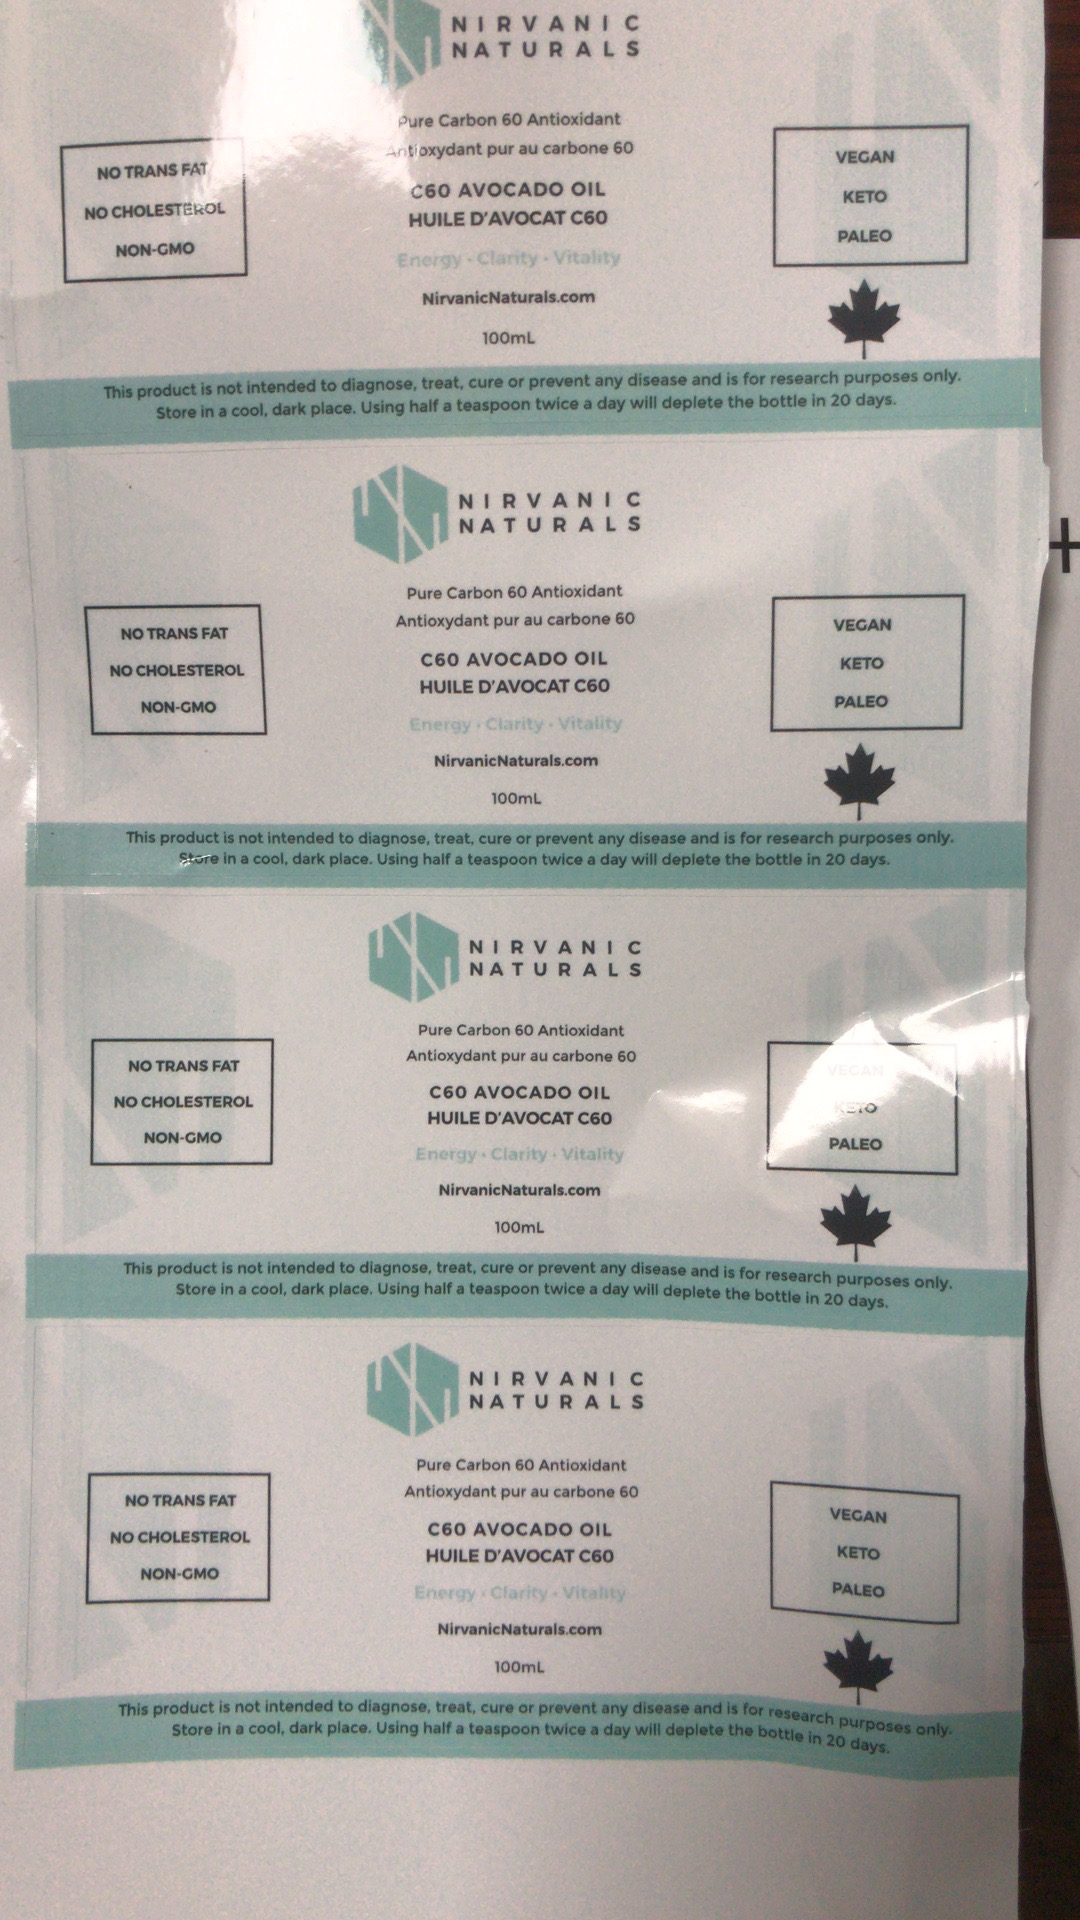 NIRVANIC
NATURALS
Pure Carbon 60 Antioxidant
Antioxydant pur au carbone 60
C60 AVOCADO OIL
HUILE D'AVOCAT C60
Energy · Clarity · Vitality
NirvanicNaturals.com
100mL
NO TRANS FAT
NO CHOLESTEROL
NON-GMO
VEGAN
KETO
PALEO
This product is not intended to diagnose, treat, cure or prevent any disease and is for research purposes only.
Store in a cool, dark place. Using half a teaspoon twice a day will deplete the bottle in 20 days.
NIRVANIC
NATURALS
Pure Carbon 60 Antioxidant
Antioxydant pur au carbone 60
C60 AVOCADO OIL
HUILE D'AVOCAT C60
Energy · Clarity · Vitality
NirvanicNaturals.com
100mL
NO TRANS FAT
NO CHOLESTEROL
NON-GMO
VEGAN
KETO
PALEO
This product is not intended to diagnose, treat, cure or prevent any disease and is for research purposes only.
Store in a cool, dark place. Using half a teaspoon twice a day will deplete the bottle in 20 days.
NIRVANIC
NATURALS
Pure Carbon 60 Antioxidant
Antioxydant pur au carbone 60
C60 AVOCADO OIL
HUILE D'AVOCAT C60
Energy · Clarity · Vitality
NirvanicNaturals.com
100mL
NO TRANS FAT
NO CHOLESTEROL
NON-GMO
VEGAN
KETO
PALEO
This product is not intended to diagnose, treat, cure or prevent any disease and is for research purposes only.
Store in a cool, dark place. Using half a teaspoon twice a day will deplete the bottle in 20 days.
NIRVANIC
NATURALS
Pure Carbon 60 Antioxidant
Antioxydant pur au carbone 60
C60 AVOCADO OIL
HUILE D'AVOCAT C60
Energy · Clarity · Vitality
NirvanicNaturals.com
100mL
NO TRANS FAT
NO CHOLESTEROL
NON-GMO
VEGAN
KETO
PALEO
This product is not intended to diagnose, treat, cure or prevent any disease and is for research purposes only.
Store in a cool, dark place. Using half a teaspoon twice a day will deplete the bottle in 20 days.